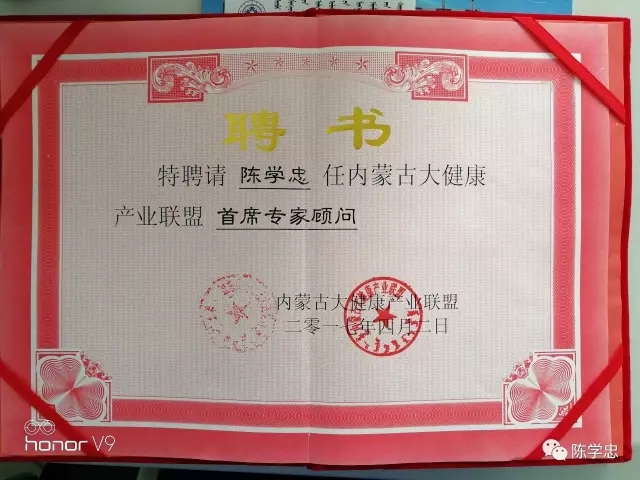 聘书
特聘请 陈学忠 任内蒙古大健康
产业联盟 首席专家顾问
内蒙古大健康产业联盟
二零一七年四月二日
honor V9
陈学忠